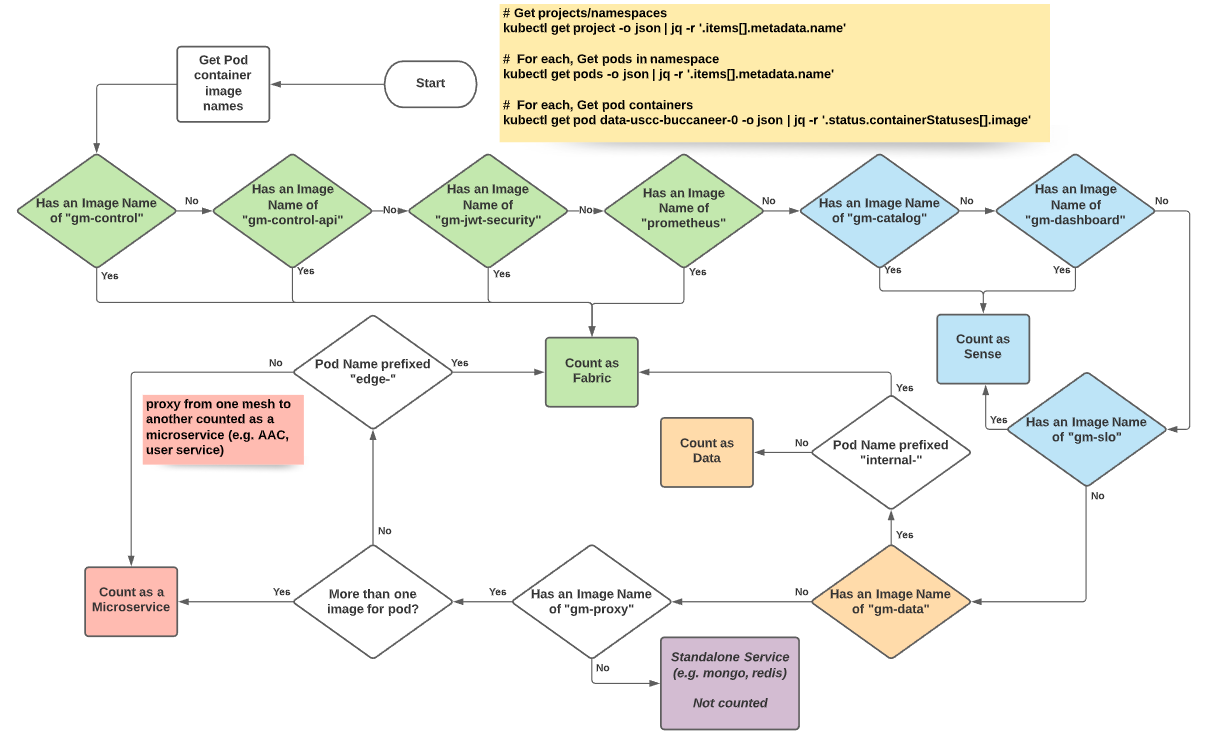 # Get projects/namespaces
kubectl get project -o json | jq -r '.items[].metadata.name'
#  For each, Get pods in namespace
kubectl get pods -o json | jq -r '.items[].metadata.name'
#  For each, Get pod containers
kubectl get pod data-uscc-buccaneer-0 -o json | jq -r '.status.containerStatuses[].image'
Start
Get Pod
container
image
names
Has an Image Name
of "gm-control"
No
Yes
Has an Image
Name of
"gm-control-api"
No
Yes
Has an Image
Name of
"gm-jwt-security"
No
Yes
Has an Image
Name of
"prometheus"
No
Yes
Has an Image Name
of "gm-catalog"
No
Yes
Has an Image
Name of
"gm-dashboard"
No
Yes
Count as
Sense
Count as
Fabric
Pod Name prefixed
"edge-"
No
Yes
proxy from one mesh to
another counted as a
microservice (e.g. AAC,
user service)
Has an Image Name
of "gm-slo"
Yes
No
Pod Name prefixed
"internal-"
Yes
No
Count as
Data
Has an Image Name
of "gm-data"
Yes
No
Has an Image Name
of "gm-proxy"
Yes
No
More than one
image for pod?
No
Yes
Count as a
Microservice
Standalone Service
(e.g. mongo, redis)
Not counted